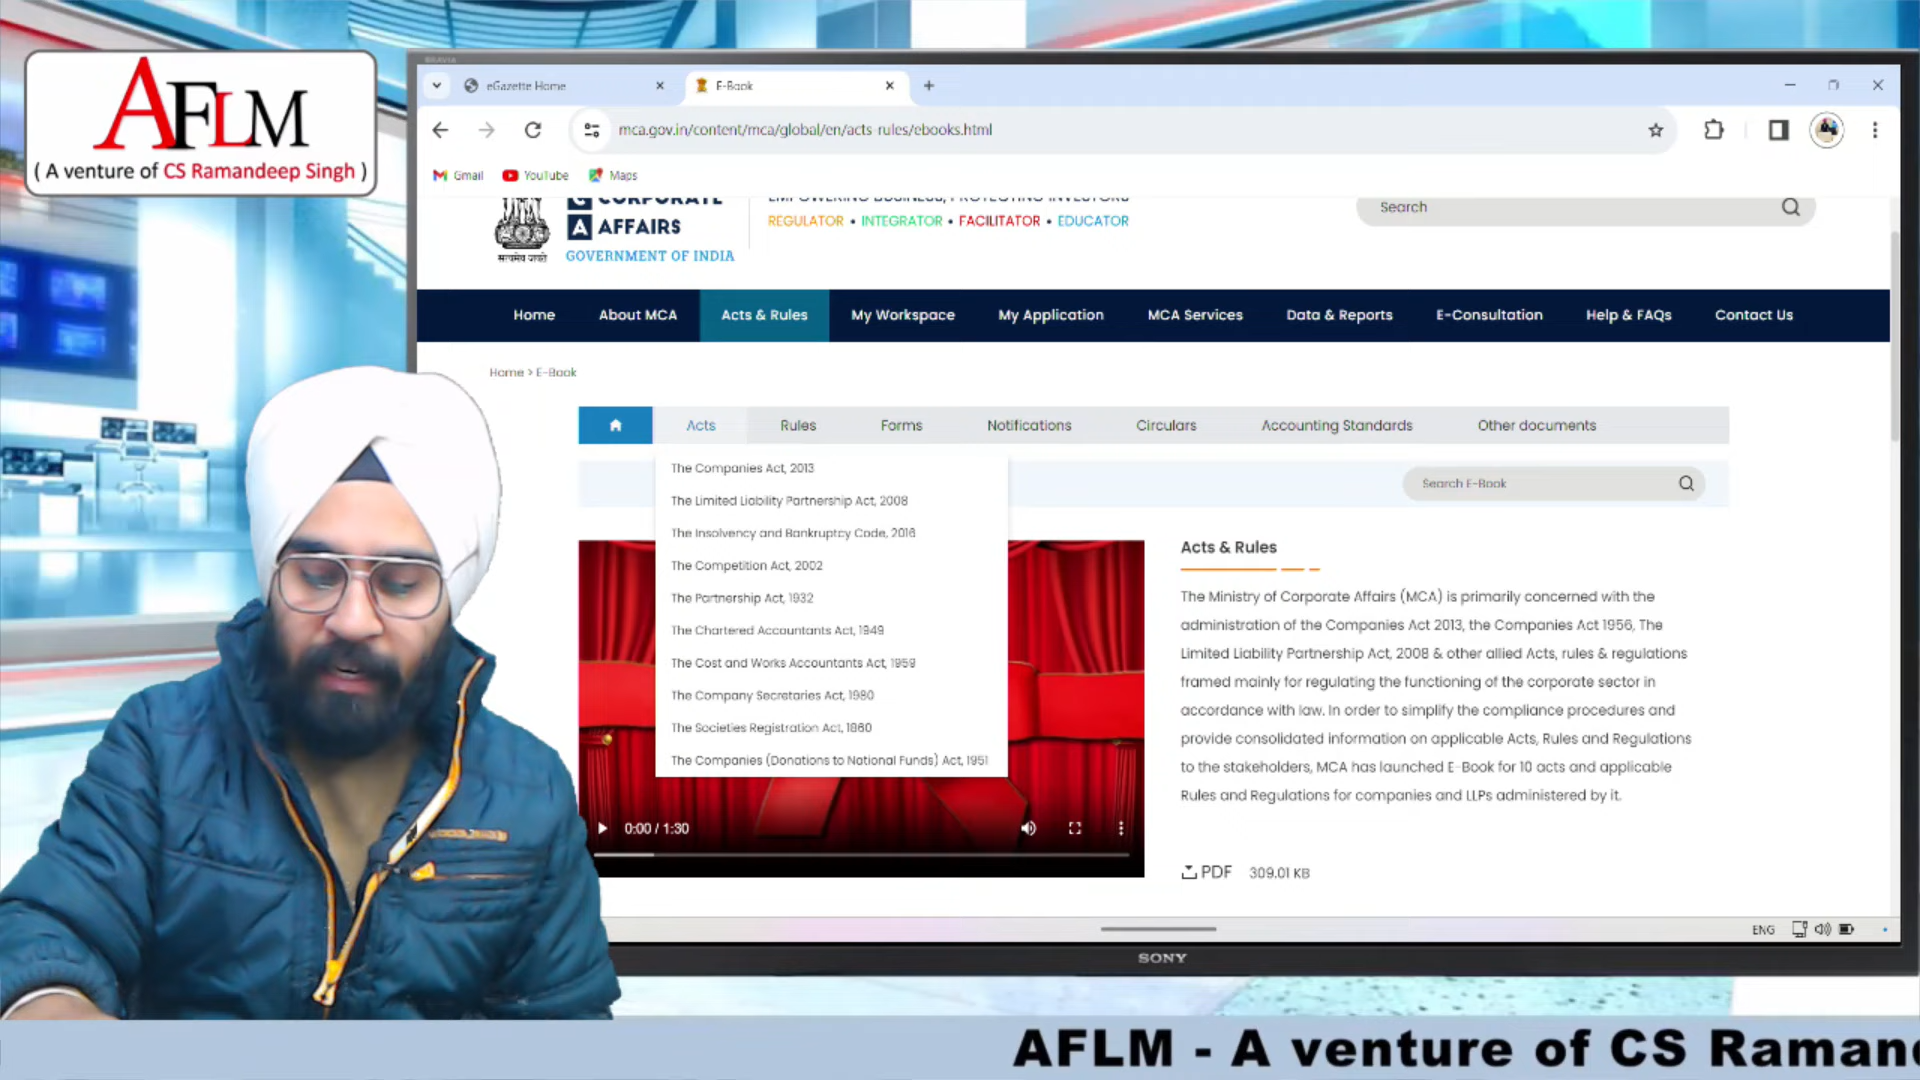 AFLM
( A venture of CS Ramandeep Singh )
BRAVIA
eGazette Home
E-Book
mca.gov.in/content/mca/global/en/acts-rules/ebooks.html
Gmail
YouTube
Maps
CORPORATE
A AFFAIRS
GOVERNMENT OF INDIA
सत्यमेव जयते
EMPOWERING BUSINESS, PROTECTING INVESTORS
REGULATOR • INTEGRATOR • FACILITATOR • EDUCATOR
Search
Home
About MCA
Acts & Rules
My Workspace
My Application
MCA Services
Data & Reports
E-Consultation
Help & FAQs
Contact Us
Home > E-Book
Acts
Rules
Forms
Notifications
Circulars
Accounting Standards
Other documents
Search E-Book
The Companies Act, 2013
The Limited Liability Partnership Act, 2008
The Insolvency and Bankruptcy Code, 2016
The Competition Act, 2002
The Partnership Act, 1932
The Chartered Accountants Act, 1949
The Cost and Works Accountants Act, 1959
The Company Secretaries Act, 1980
The Societies Registration Act, 1860
The Companies (Donations to National Funds) Act, 1951
0:00 / 1:30
Acts & Rules
The Ministry of Corporate Affairs (MCA) is primarily concerned with the
administration of the Companies Act 2013, the Companies Act 1956, The
Limited Liability Partnership Act, 2008 & other allied Acts, rules & regulations
framed mainly for regulating the functioning of the corporate sector in
accordance with law. In order to simplify the compliance procedures and
provide consolidated information on applicable Acts, Rules and Regulations
to the stakeholders, MCA has launched E-Book for 10 acts and applicable
Rules and Regulations for companies and LLPs administered by it.
PDF 309.01 KB
ENG
SONY
AFLM - A venture of CS Raman